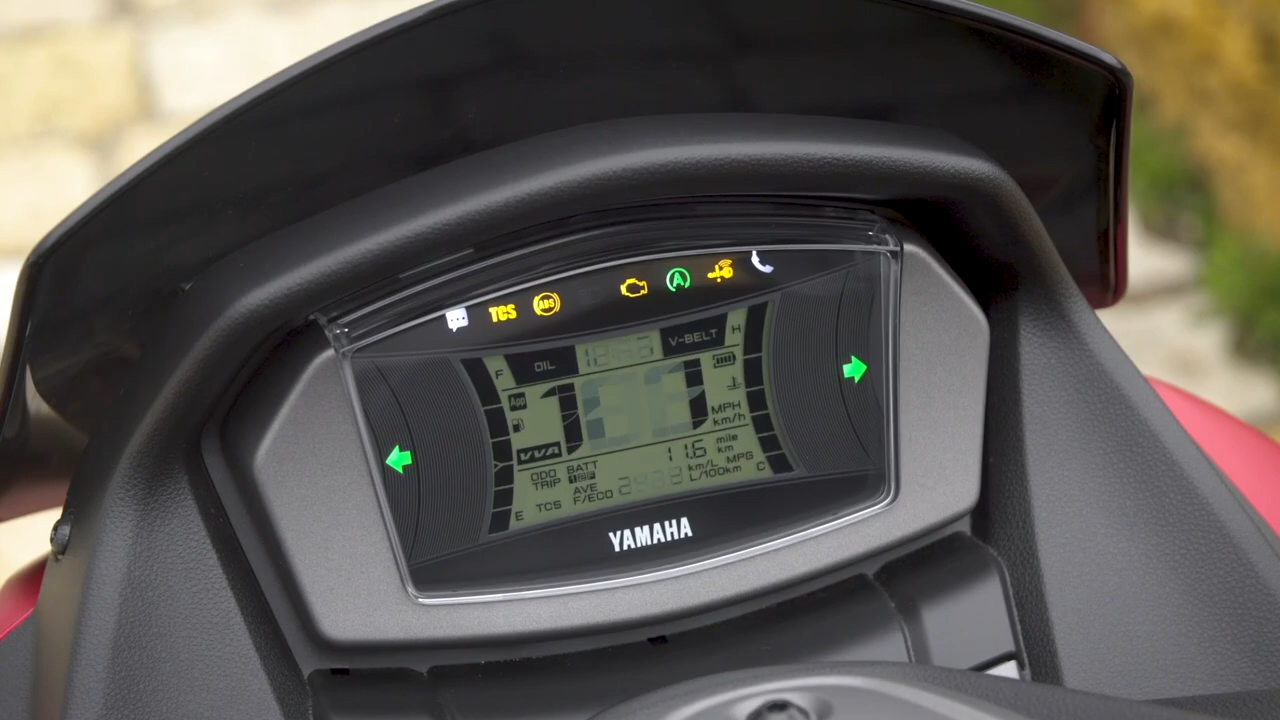 TCS ABS A
OIL V-BELT
F H
App
MPH
km/h
VVA
11.6 mile
km
ODO BATT
TRIP 12F
km/L MPG
L/100km
TCS AVE
F/ECO
E C
YAMAHA